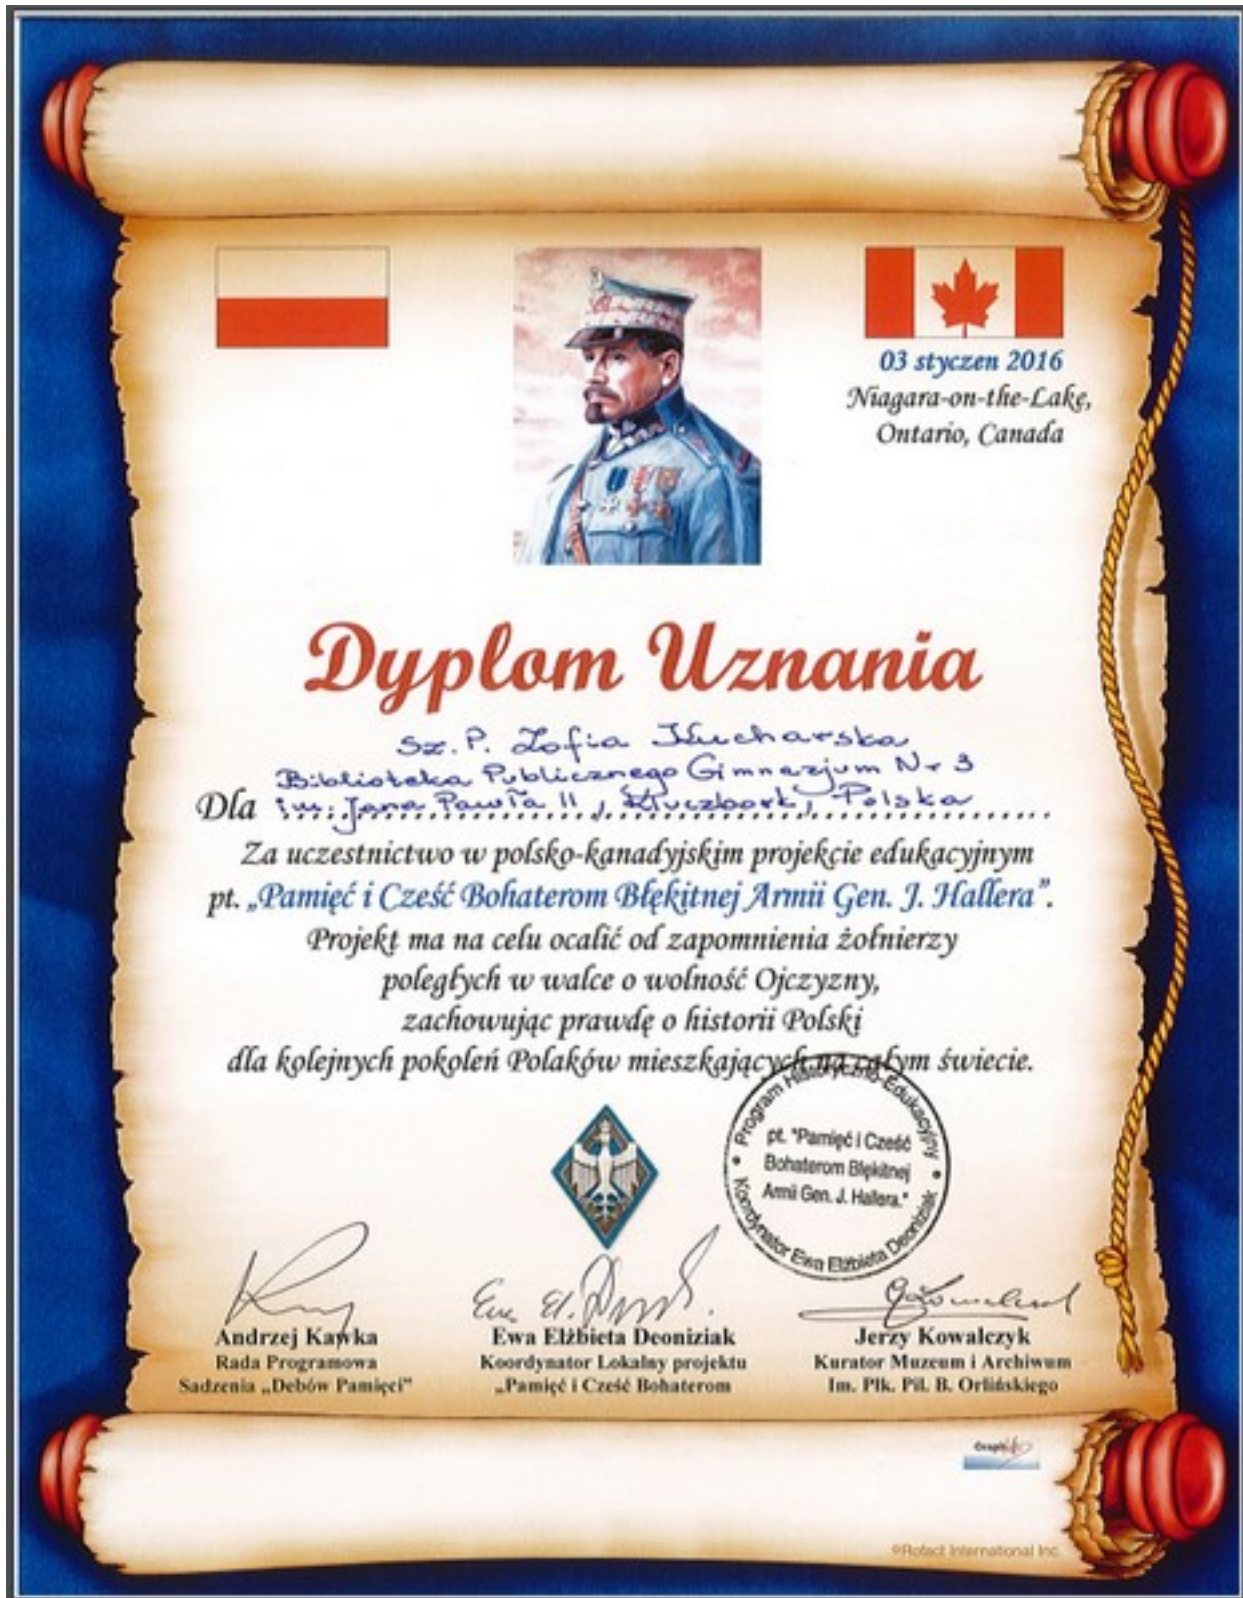 03 styczen 2016
Niagara-on-the-Lake,
Ontario, Canada
Dyplom Uznania
Sz. P. Zofia Kucharska
Biblioteka Publicznego Gimnazjum Nr 3
Dla im. Jana Pawła II, Kluczbork, Polska
Za uczestnictwo w polsko-kanadyjskim projekcie edukacyjnym
pt. „Pamięć i Cześć Bohaterom Błękitnej Armii Gen. J. Hallera”.
Projekt ma na celu ocalić od zapomnienia żołnierzy
poległych w walce o wolność Ojczyzny,
zachowując prawdę o historii Polski
dla kolejnych pokoleń Polaków mieszkających na całym świecie.
Program Historyczno-Edukacyjny
pt. "Pamięć i Cześć
Bohaterom Błękitnej
Armii Gen. J. Hallera."
Koordynator Ewa Elżbieta Deoniziak
Andrzej Kawka
Rada Programowa
Sadzenia „Debów Pamięci”
Ewa Elżbieta Deoniziak
Koordynator Lokalny projektu
„Pamięć i Cześć Bohaterom
Jerzy Kowalczyk
Kurator Muzeum i Archiwum
Im. Płk. Pil. B. Orlińskiego
©Rofact International Inc.